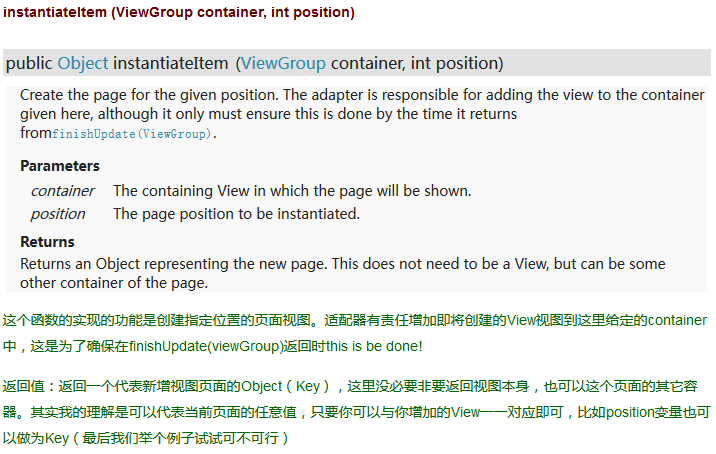 instantiateItem (ViewGroup container, int position)
public Object instantiateItem (ViewGroup container, int position)
Create the page for the given position. The adapter is responsible for adding the view to the container
given here, although it only must ensure this is done by the time it returns
fromfinishUpdate(ViewGroup).
Parameters
container The containing View in which the page will be shown.
position The page position to be instantiated.
Returns
Returns an Object representing the new page. This does not need to be a View, but can be some
other container of the page.
这个函数的实现的功能是创建指定位置的页面视图。适配器有责任增加即将创建的View视图到这里给定的container
中，这是为了确保在finishUpdate(viewGroup)返回时this is be done!
返回值：返回一个代表新增视图页面的Object（Key），这里没必要非要返回视图本身，也可以这个页面的其它容
器。其实我的理解是可以代表当前页面的任意值，只要你可以与你增加的View一一对应即可，比如position变量也可
以做为Key（最后我们举个例子试试可不可行）